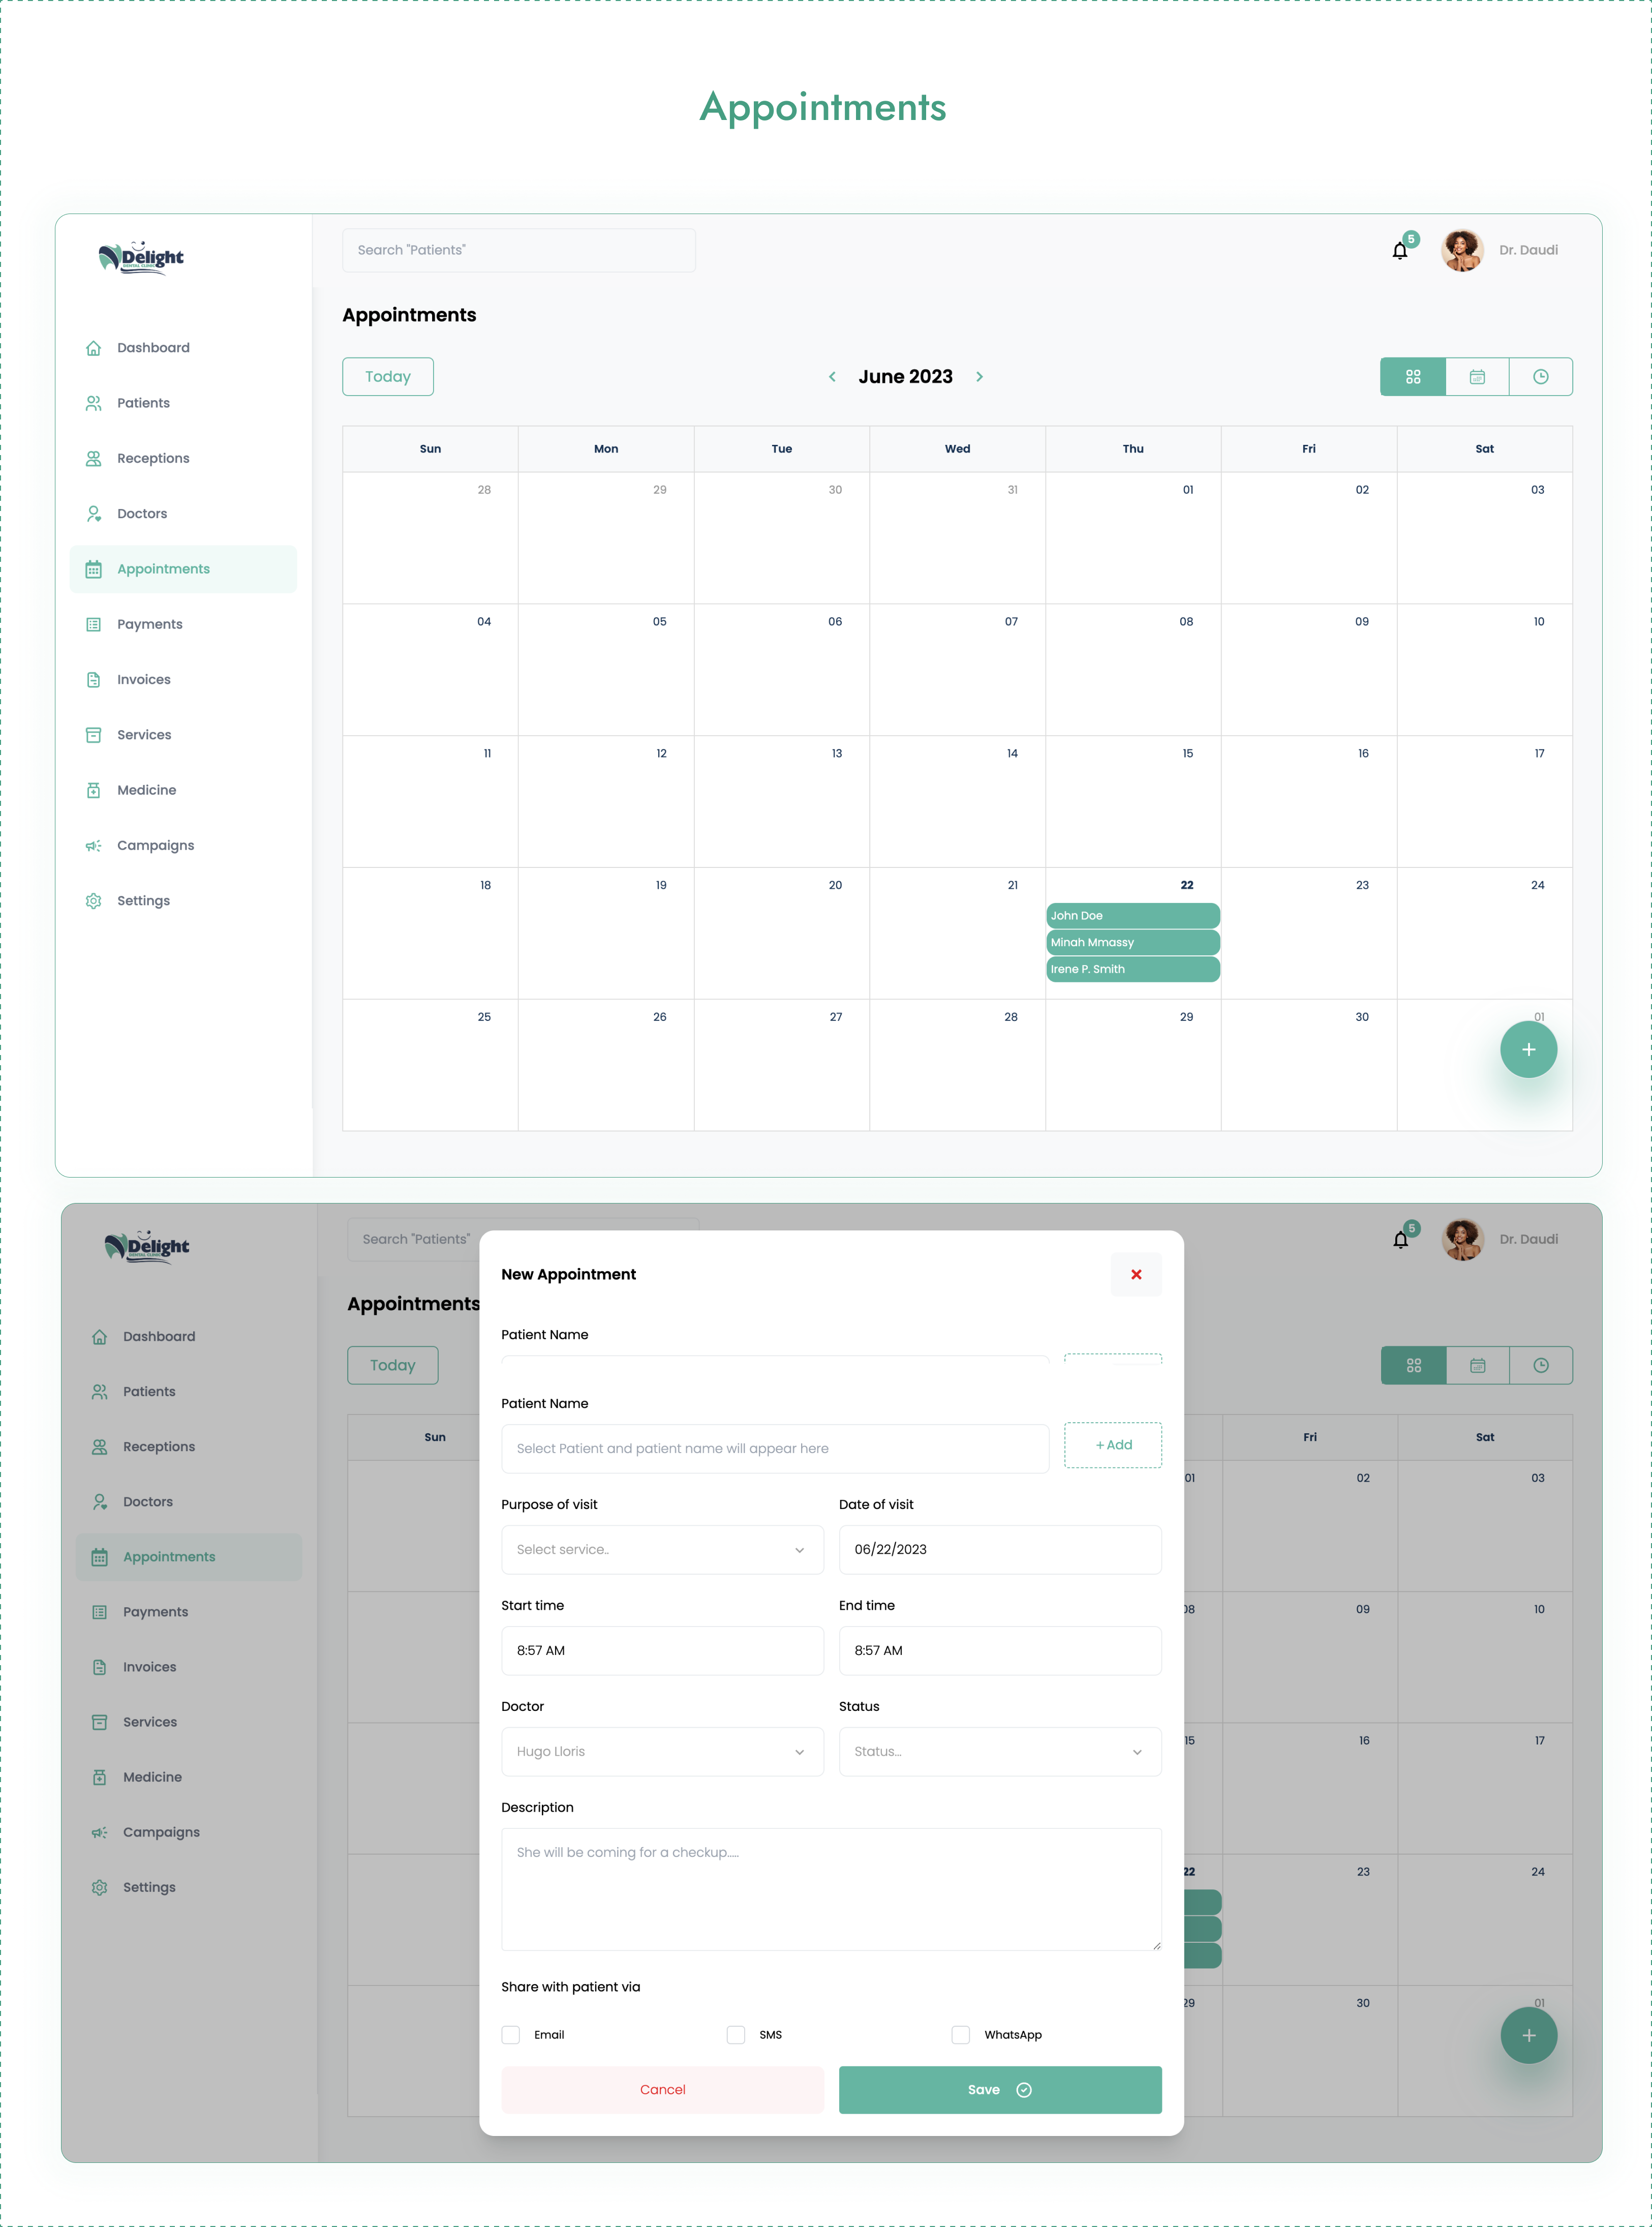 Appointments
Delight
DENTAL CLINIC
Search "Patients"
5
Dr. Daudi
Appointments
Dashboard
Patients
Receptions
Doctors
Appointments
Payments
Invoices
Services
Medicine
Campaigns
Settings
Today
June 2023
Sun Mon Tue Wed Thu Fri Sat
28 29 30 31 01 02 03
04 05 06 07 08 09 10
11 12 13 14 15 16 17
18 19 20 21 22 23 24
John Doe
Minah Mmassy
Irene P. Smith
25 26 27 28 29 30 01
+
Delight
DENTAL CLINIC
Search "Patients"
5
Dr. Daudi
Appointments
Dashboard
Patients
Receptions
Doctors
Appointments
Payments
Invoices
Services
Medicine
Campaigns
Settings
Today
Sun Fri Sat
01 02 03
08 09 10
15 16 17
22 23 24
29 30 01
+
New Appointment
Patient Name
Patient Name
Select Patient and patient name will appear here
+ Add
Purpose of visit Date of visit
Select service.. 06/22/2023
Start time End time
8:57 AM 8:57 AM
Doctor Status
Hugo Lloris Status...
Description
She will be coming for a checkup.....
Share with patient via
Email SMS WhatsApp
Cancel Save